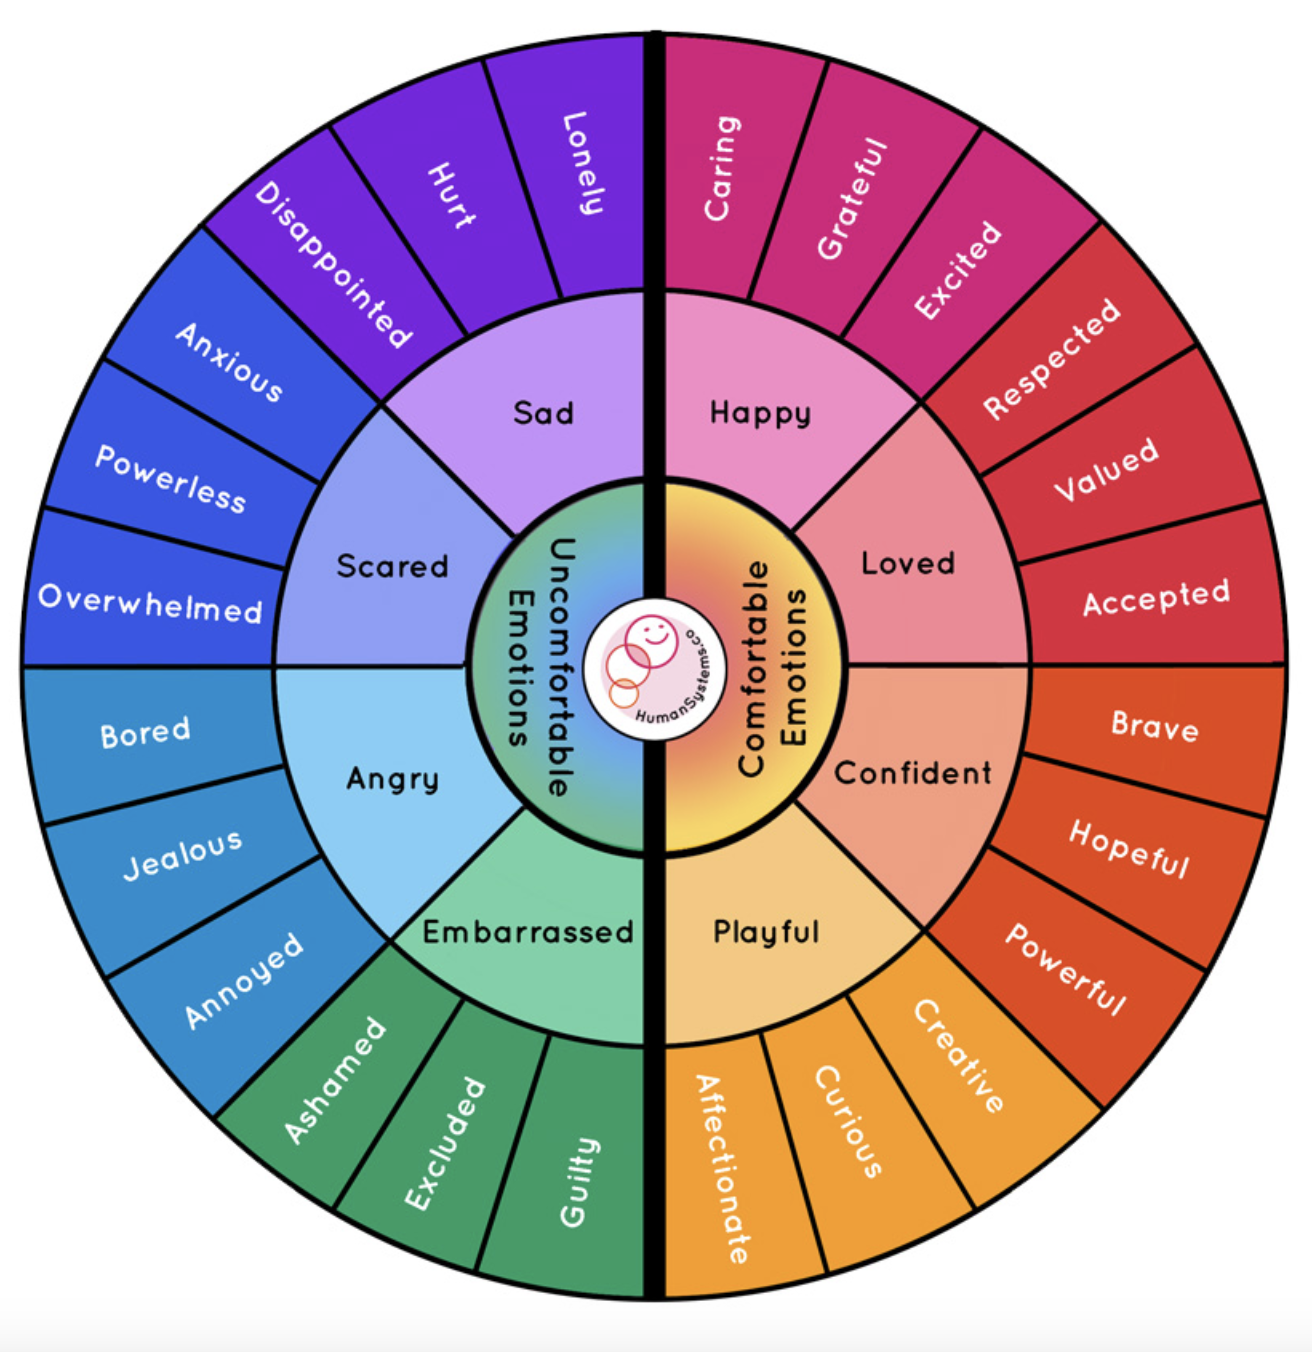 Lonely
Hurt
Disappointed
Anxious
Powerless
Overwhelmed
Bored
Jealous
Annoyed
Ashamed
Excluded
Guilty
Sad
Scared
Angry
Embarrassed
Uncomfortable
Emotions
HumanSystems.co
Comfortable
Emotions
Happy
Loved
Confident
Playful
Caring
Grateful
Excited
Respected
Valued
Accepted
Brave
Hopeful
Powerful
Creative
Curious
Affectionate